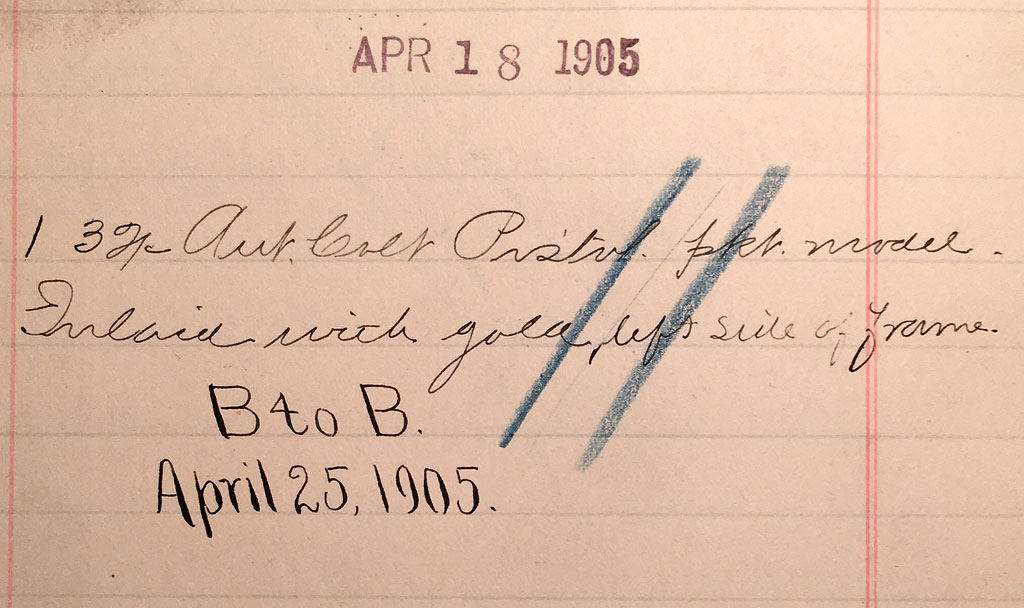 APR 18 1905
1 32/c Aut. Colt Pistol. pkt. model.
Inlaid with gold, left side of frame.
B to B.
April 25, 1905.